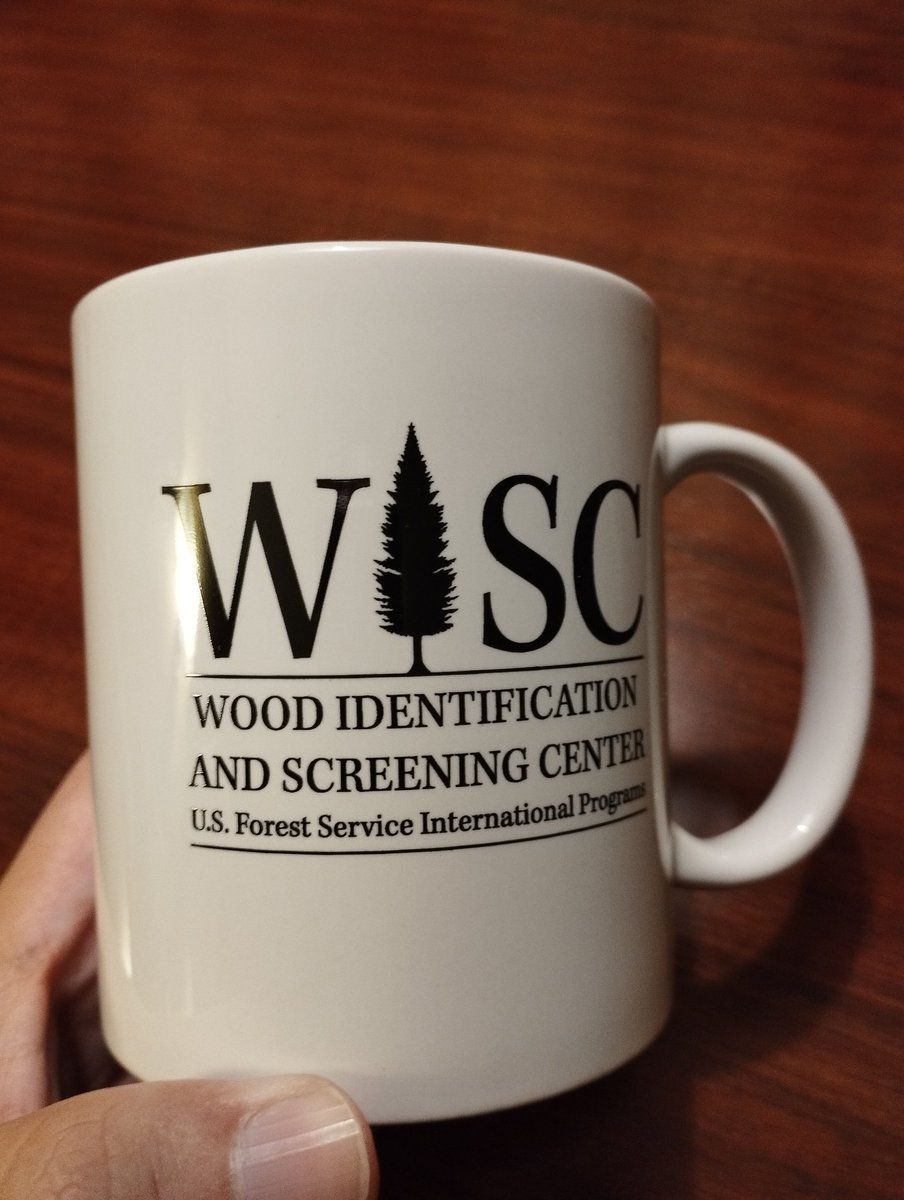 WISC
WOOD IDENTIFICATION
AND SCREENING CENTER
U.S. Forest Service International Programs